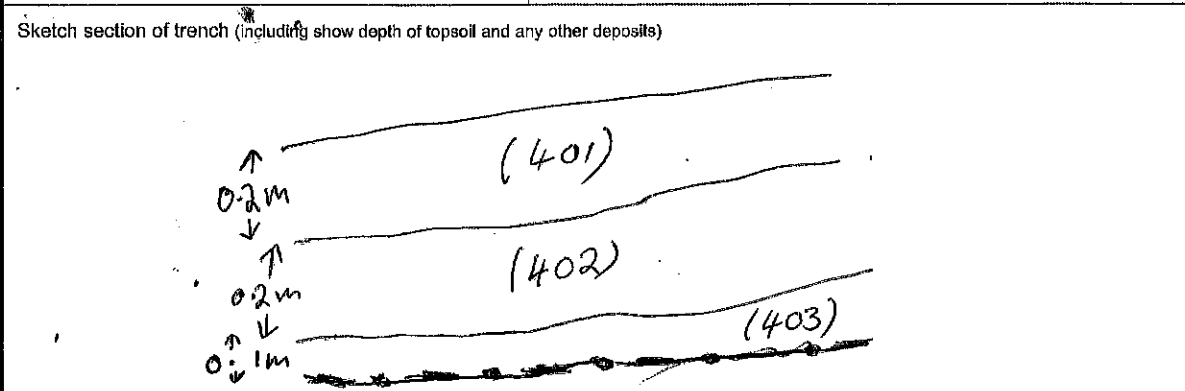 Sketch section of trench (including show depth of topsoil and any other deposits)
(401)
0.2m
(402)
0.2m
(403)
0.1m